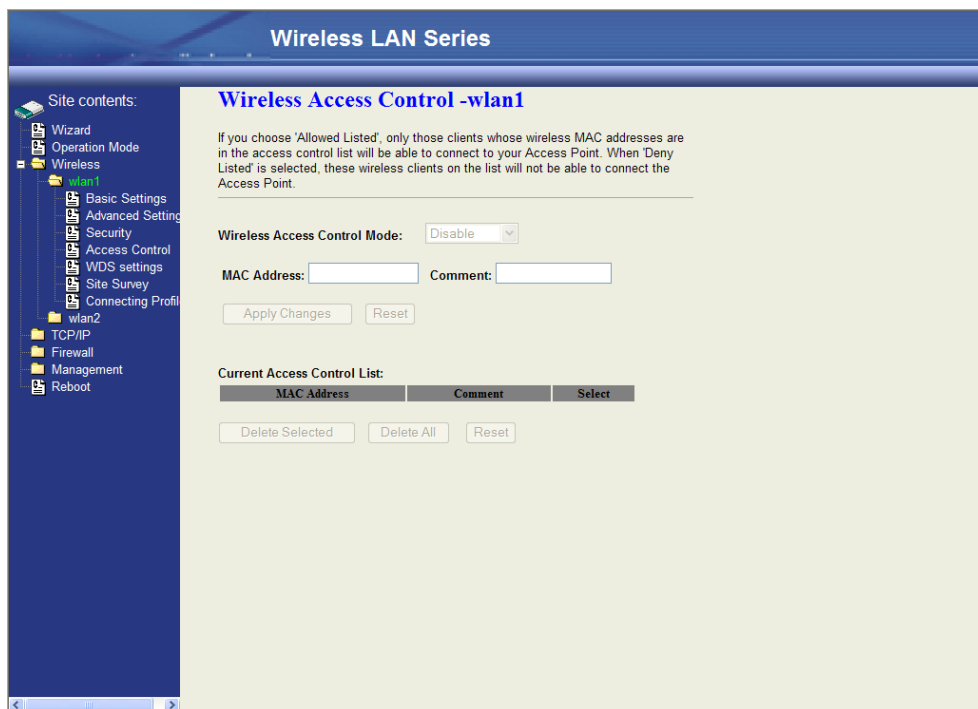 Wireless LAN Series
Site contents:
Wizard
Operation Mode
Wireless
wlan1
Basic Settings
Advanced Setting
Security
Access Control
WDS settings
Site Survey
Connecting Profil
wlan2
TCP/IP
Firewall
Management
Reboot
Wireless Access Control -wlan1
If you choose 'Allowed Listed', only those clients whose wireless MAC addresses are
in the access control list will be able to connect to your Access Point. When 'Deny
Listed' is selected, these wireless clients on the list will not be able to connect the
Access Point.
Wireless Access Control Mode: Disable
MAC Address: Comment:
Apply Changes Reset
Current Access Control List:
MAC Address Comment Select
Delete Selected Delete All Reset